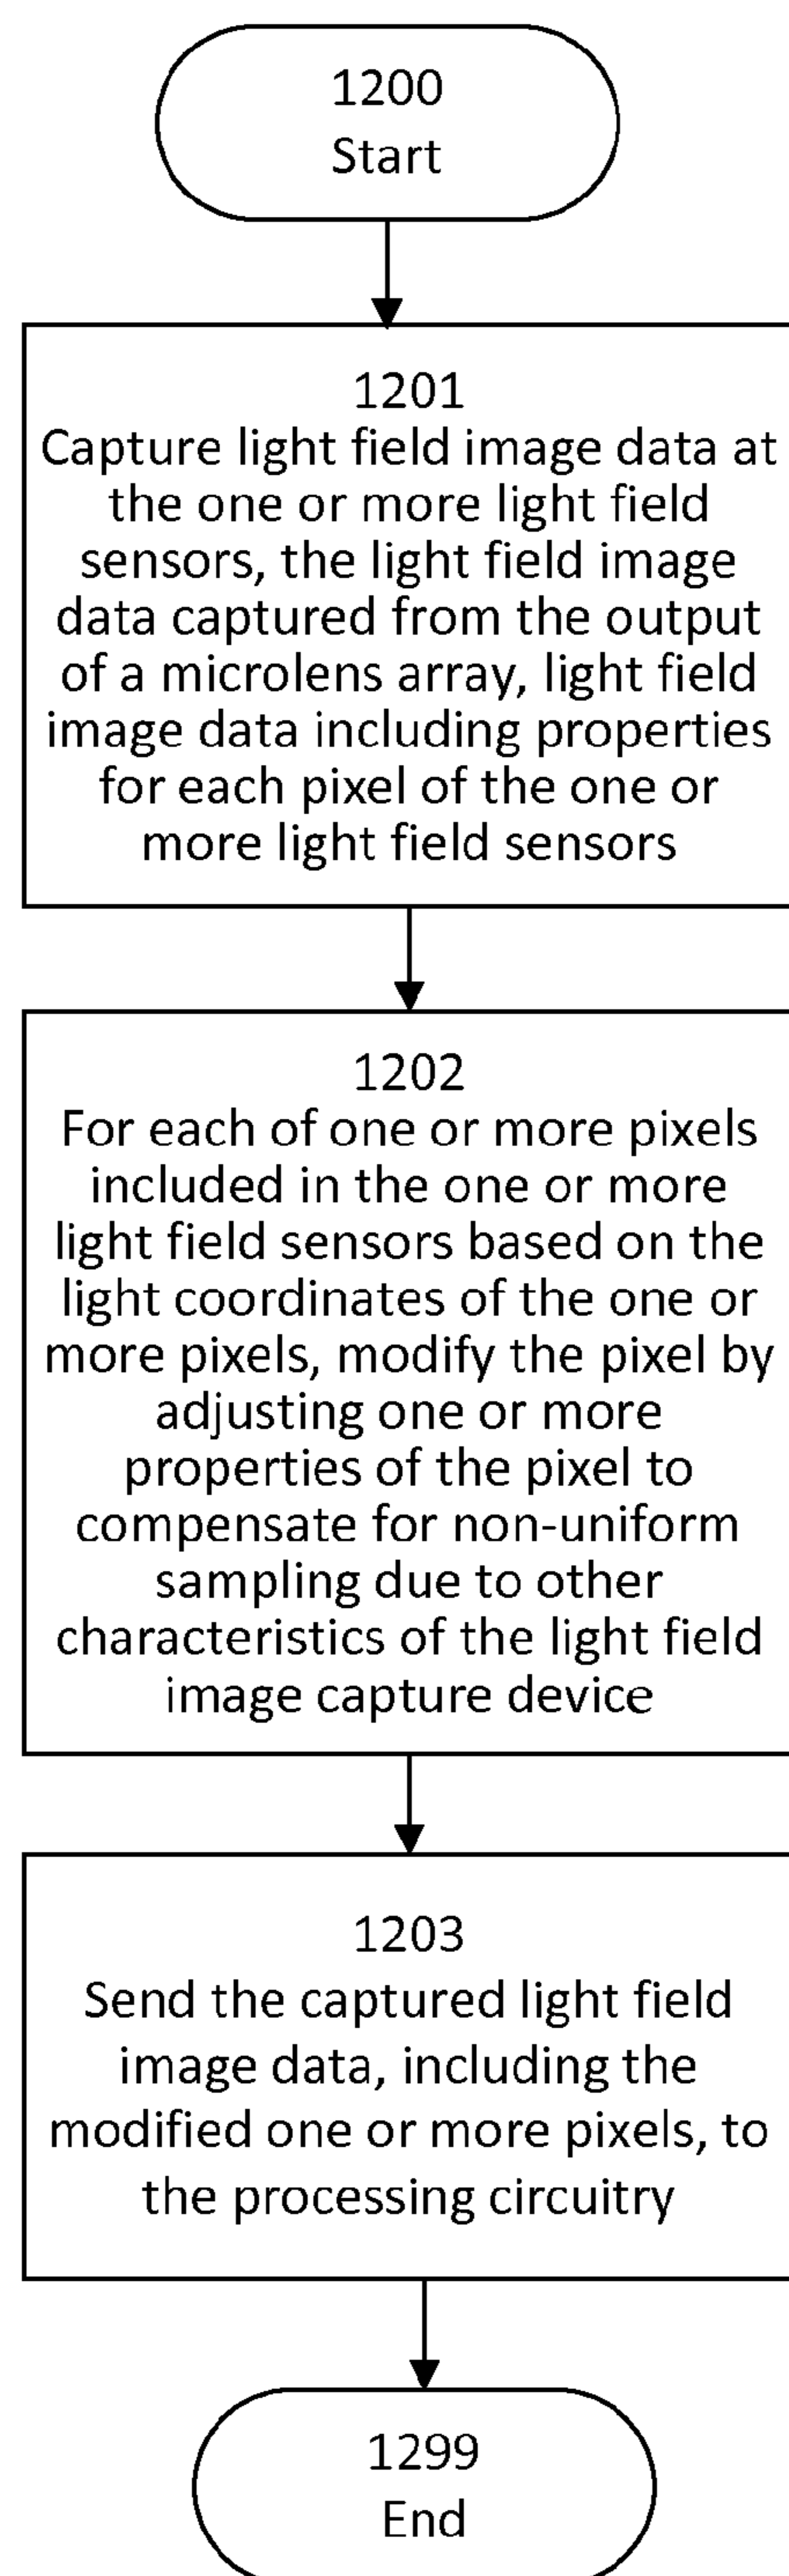 1200
Start
1201
Capture light field image data at
the one or more light field
sensors, the light field image
data captured from the output
of a microlens array, light field
image data including properties
for each pixel of the one or
more light field sensors
1202
For each of one or more pixels
included in the one or more
light field sensors based on the
light coordinates of the one or
more pixels, modify the pixel by
adjusting one or more
properties of the pixel to
compensate for non-uniform
sampling due to other
characteristics of the light field
image capture device
1203
Send the captured light field
image data, including the
modified one or more pixels, to
the processing circuitry
1299
End